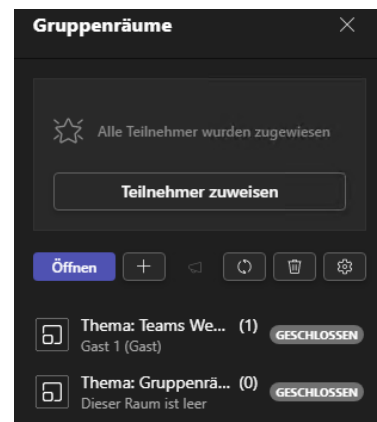 Gruppenräume
Alle Teilnehmer wurden zugewiesen
Teilnehmer zuweisen
Öffnen
Thema: Teams We... (1) GESCHLOSSEN
Gast 1 (Gast)
Thema: Gruppenrä... (0) GESCHLOSSEN
Dieser Raum ist leer